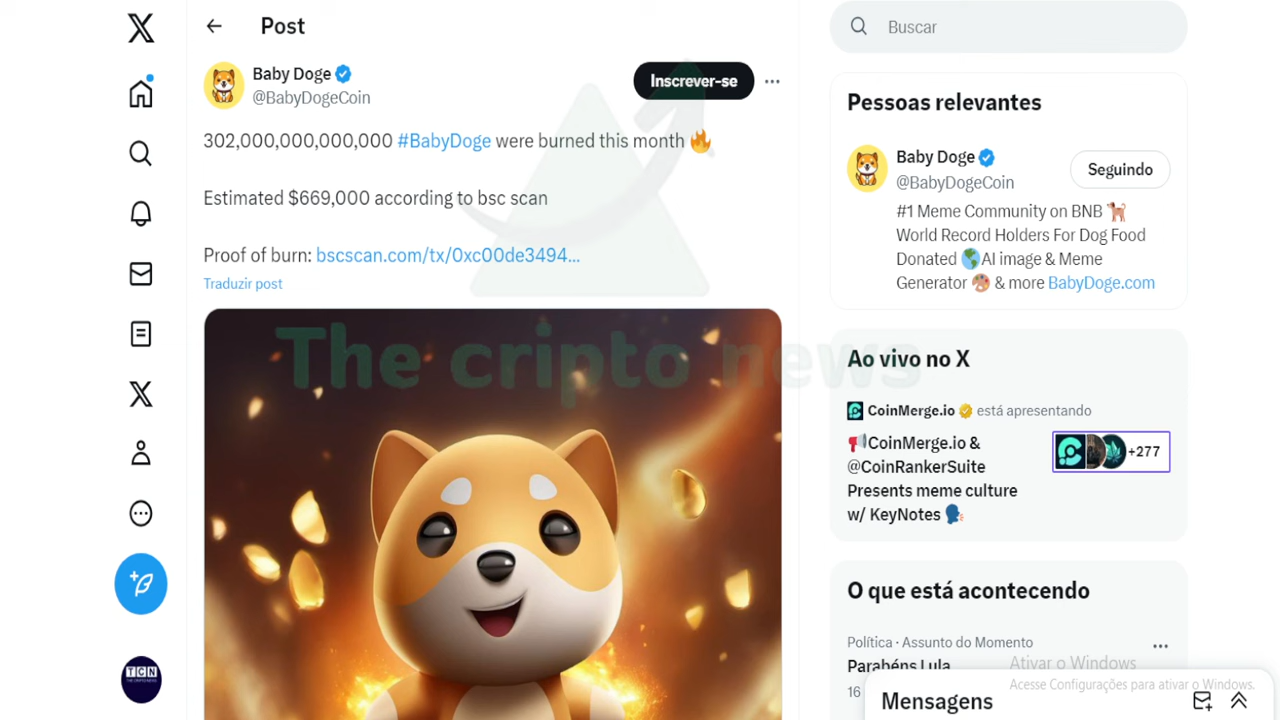 Post
Baby Doge
@BabyDogeCoin
Inscrever-se
302,000,000,000,000 #BabyDoge were burned this month
Estimated $669,000 according to bsc scan
Proof of burn: bscscan.com/tx/0xc00de3494...
Traduzir post
The cripto news
TCN
THE CRIPTO NEWS
Buscar
Pessoas relevantes
Baby Doge
@BabyDogeCoin
Seguindo
#1 Meme Community on BNB
World Record Holders For Dog Food
Donated AI image & Meme
Generator & more BabyDoge.com
Ao vivo no X
CoinMerge.io está apresentando
CoinMerge.io &
@CoinRankerSuite
Presents meme culture
w/ KeyNotes
+277
O que está acontecendo
Política · Assunto do Momento
Parabéns Lula
16
Ativar o Windows
Acesse Configurações para ativar o Windows.
Mensagens